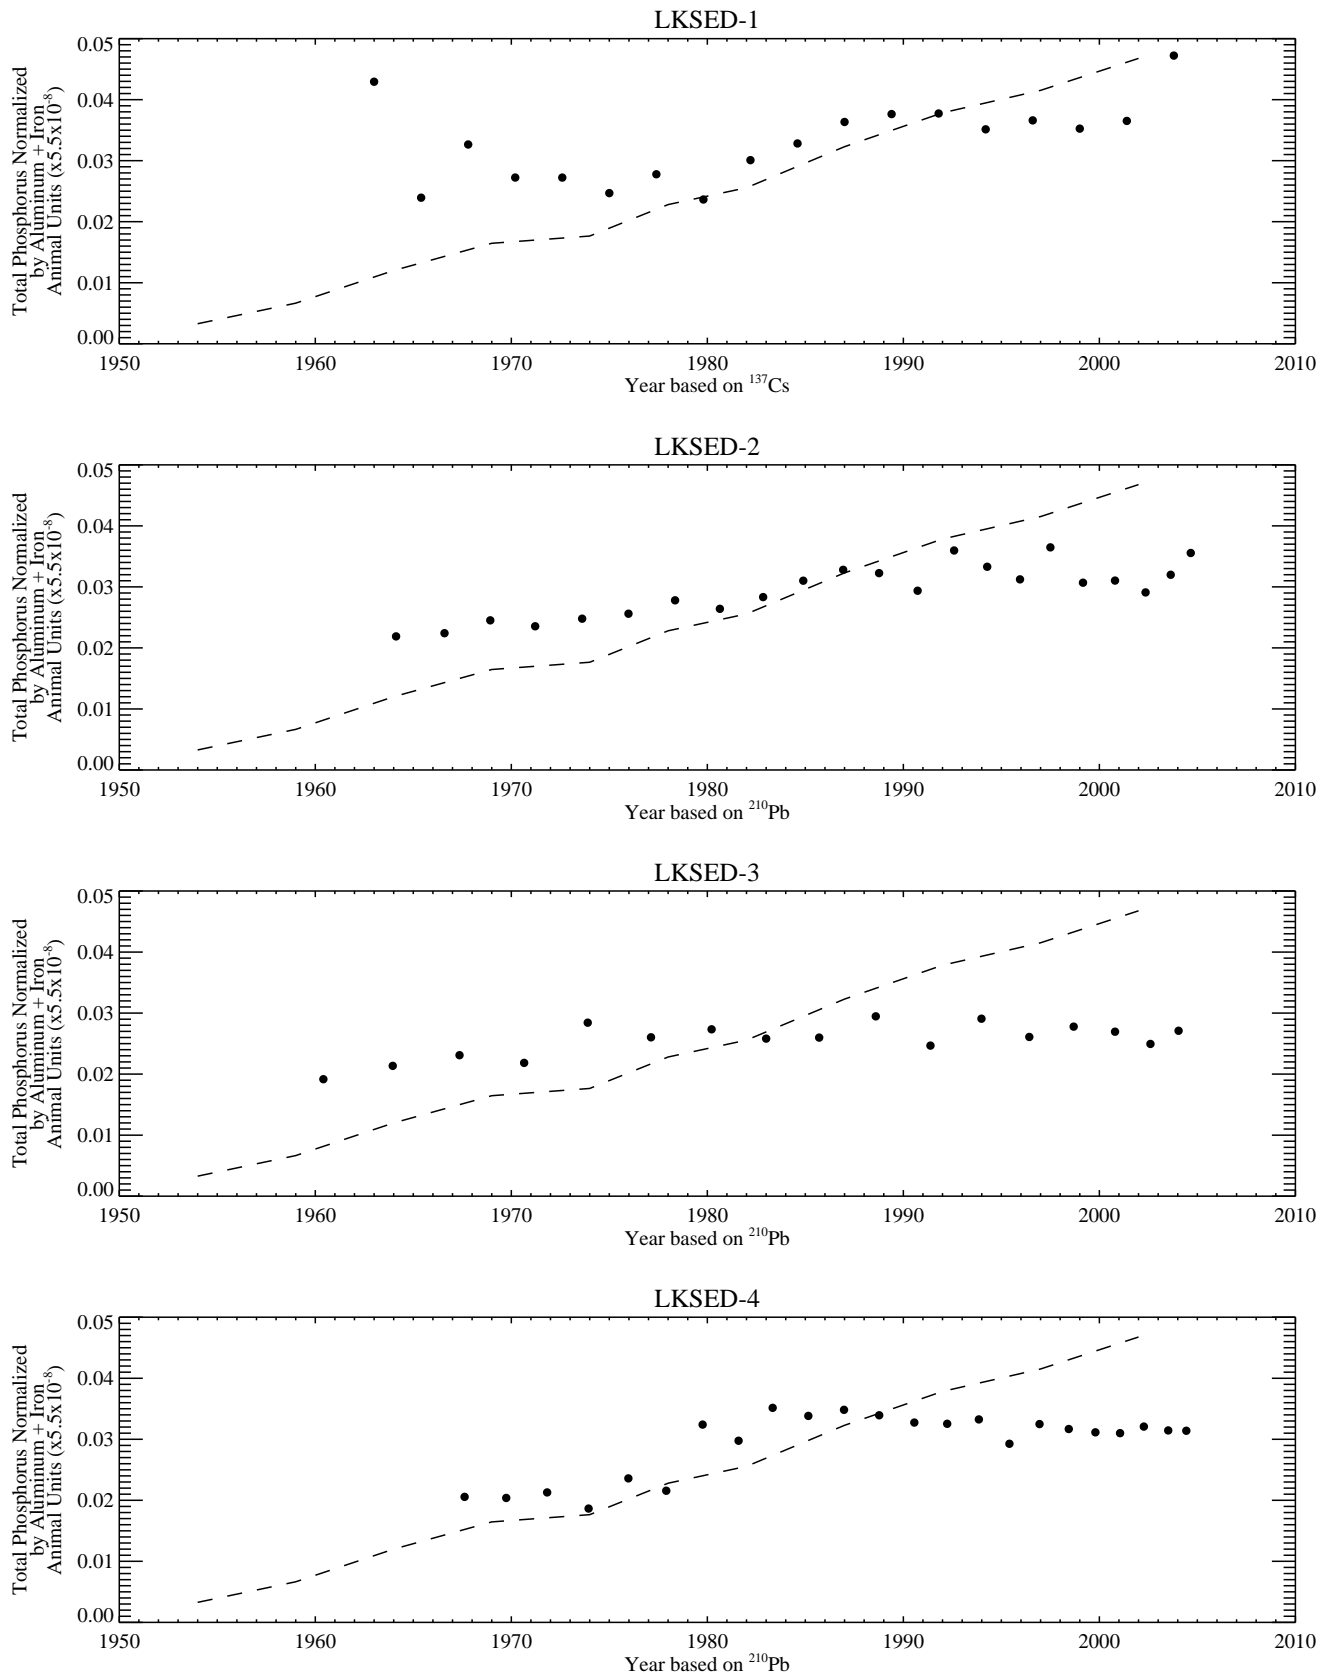 LKSED-1
Total Phosphorus Normalized
by Aluminum + Iron
Animal Units (x5.5x10⁻⁸)
0.05
0.04
0.03
0.02
0.01
0.00
1950 1960 1970 1980 1990 2000 2010
Year based on ¹³⁷Cs
LKSED-2
Total Phosphorus Normalized
by Aluminum + Iron
Animal Units (x5.5x10⁻⁸)
0.05
0.04
0.03
0.02
0.01
0.00
1950 1960 1970 1980 1990 2000 2010
Year based on ²¹⁰Pb
LKSED-3
Total Phosphorus Normalized
by Aluminum + Iron
Animal Units (x5.5x10⁻⁸)
0.05
0.04
0.03
0.02
0.01
0.00
1950 1960 1970 1980 1990 2000 2010
Year based on ²¹⁰Pb
LKSED-4
Total Phosphorus Normalized
by Aluminum + Iron
Animal Units (x5.5x10⁻⁸)
0.05
0.04
0.03
0.02
0.01
0.00
1950 1960 1970 1980 1990 2000 2010
Year based on ²¹⁰Pb